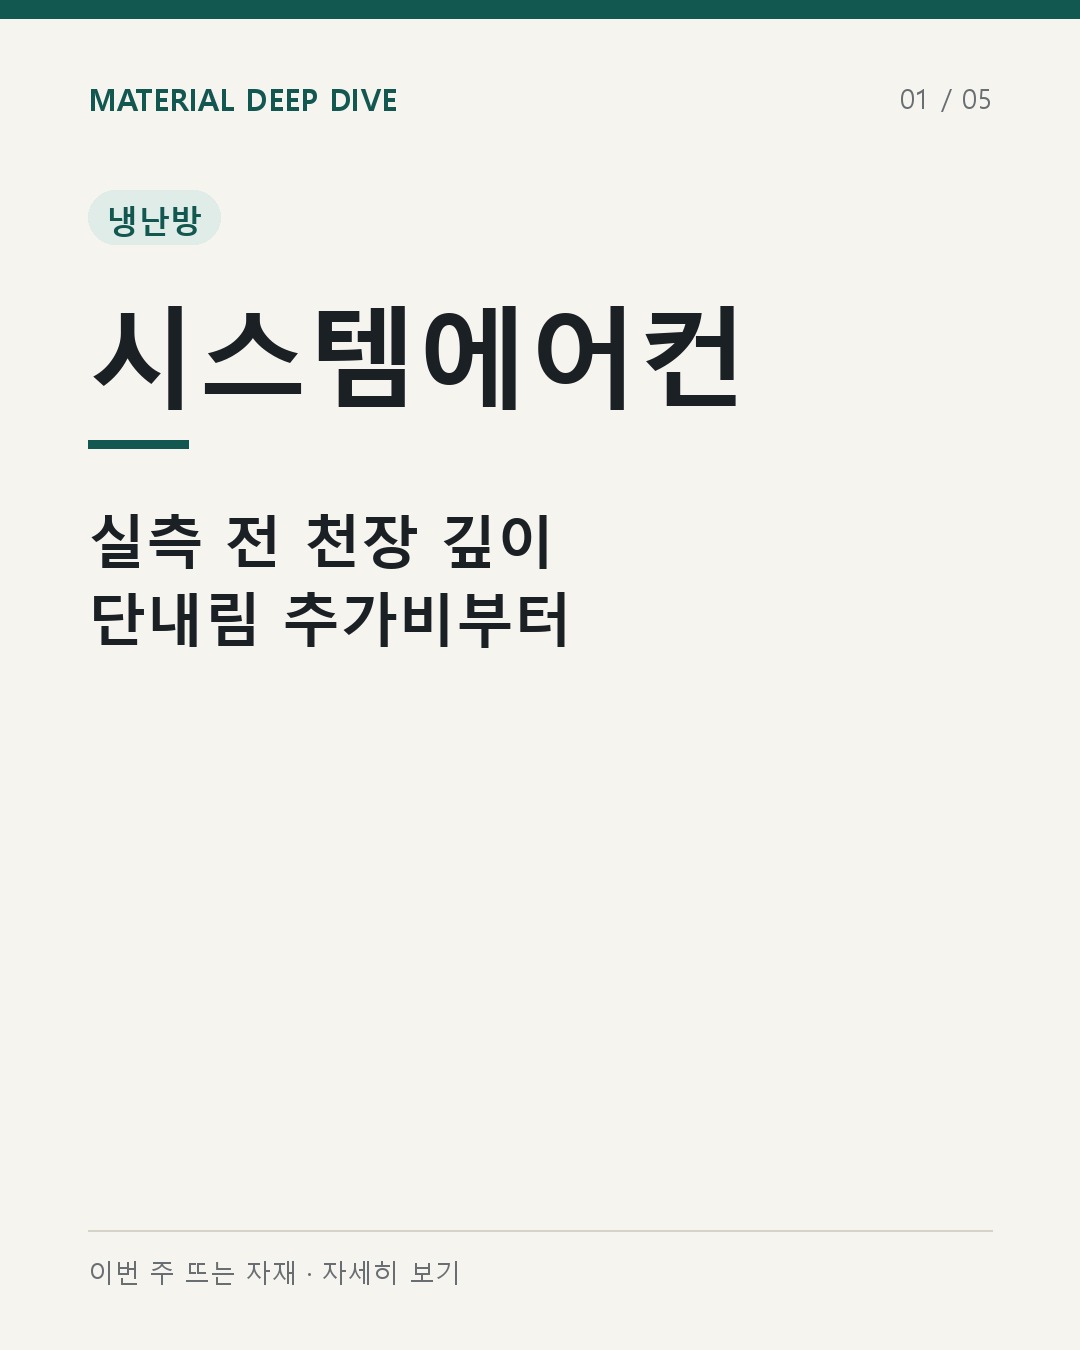 MATERIAL DEEP DIVE
01 / 05
냉난방
시스템에어컨
실측 전 천장 깊이
단내림 추가비부터
이번 주 뜨는 자재 · 자세히 보기